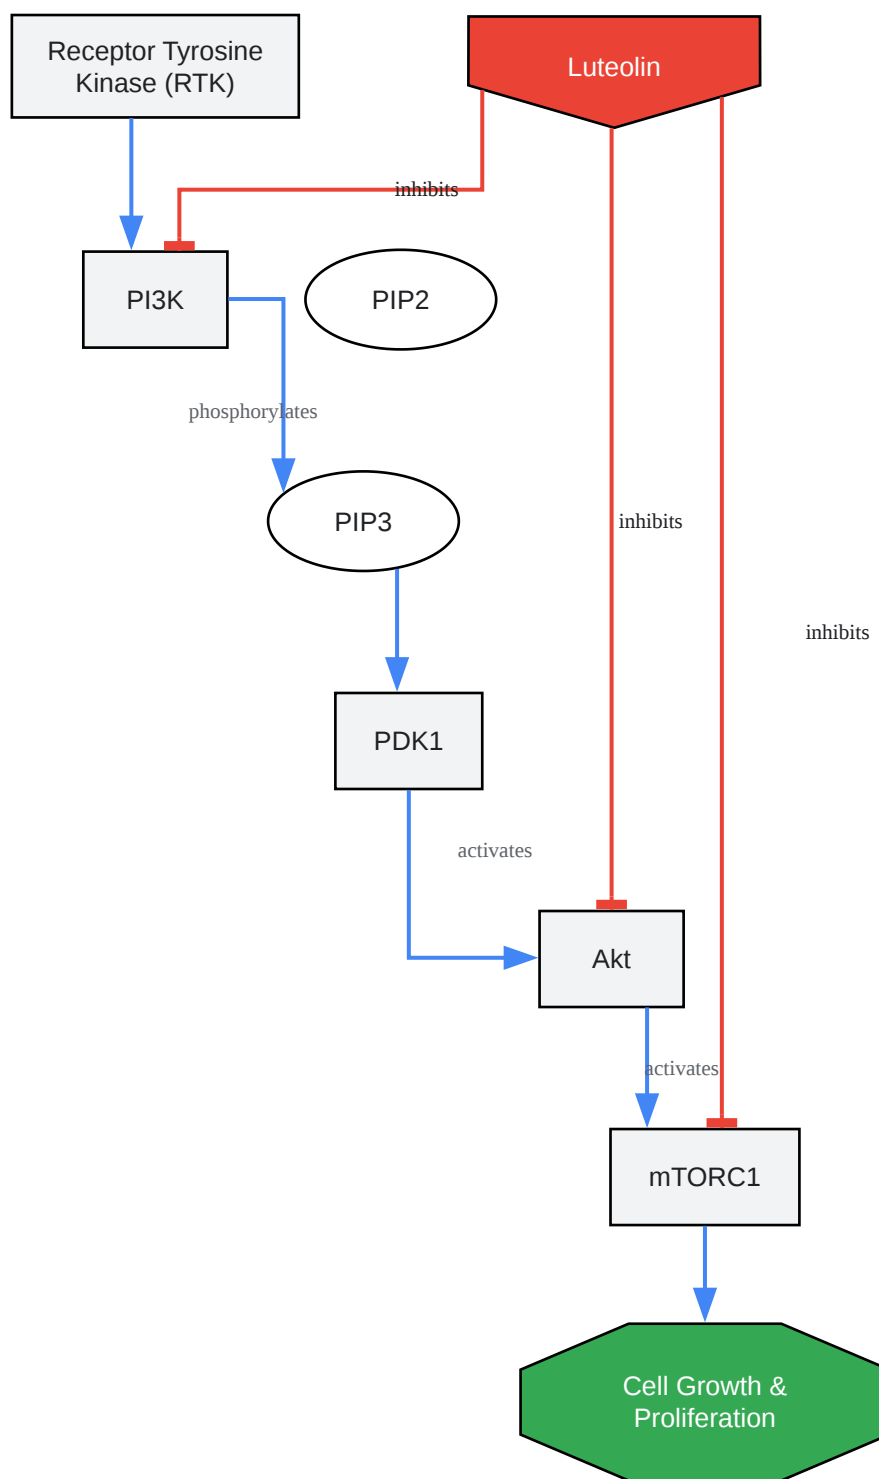 Receptor Tyrosine
Kinase (RTK)
Luteolin
inhibits
PI3K
PIP2
phosphorylates
PIP3
inhibits
inhibits
PDK1
activates
Akt
activates
mTORC1
Cell Growth &
Proliferation